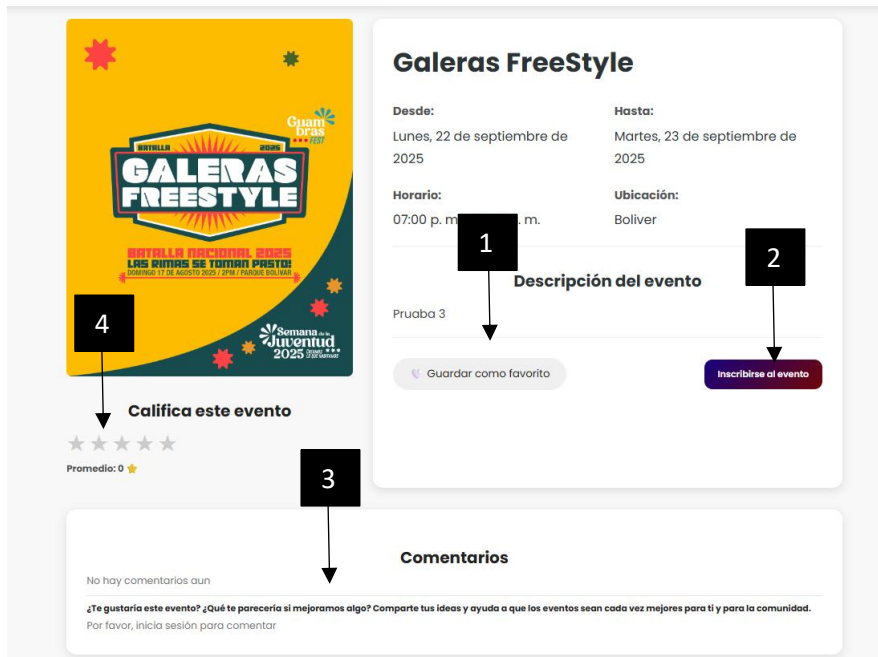 Guam
bras
FEST
BATALLA 2025
GALERAS
FREESTYLE
BATALLA NACIONAL 2025
LAS RIMAS SE TOMAN PASTO!
DOMINGO 17 DE AGOSTO 2025 / 2PM / PARQUE BOLIVAR
Semana de la
Juventud
2025
4
Califica este evento
Promedio: 0
Galeras FreeStyle
Desde:
Lunes, 22 de septiembre de
2025
Hasta:
Martes, 23 de septiembre de
2025
Horario:
07:00 p. m. m.
Ubicación:
Boliver
1
2
Descripción del evento
Pruaba 3
Guardar como favorito
Inscribirse al evento
3
Comentarios
No hay comentarios aun
¿Te gustaría este evento? ¿Qué te parecería si mejoramos algo? Comparte tus ideas y ayuda a que los eventos sean cada vez mejores para ti y para la comunidad.
Por favor, inicia sesión para comentar